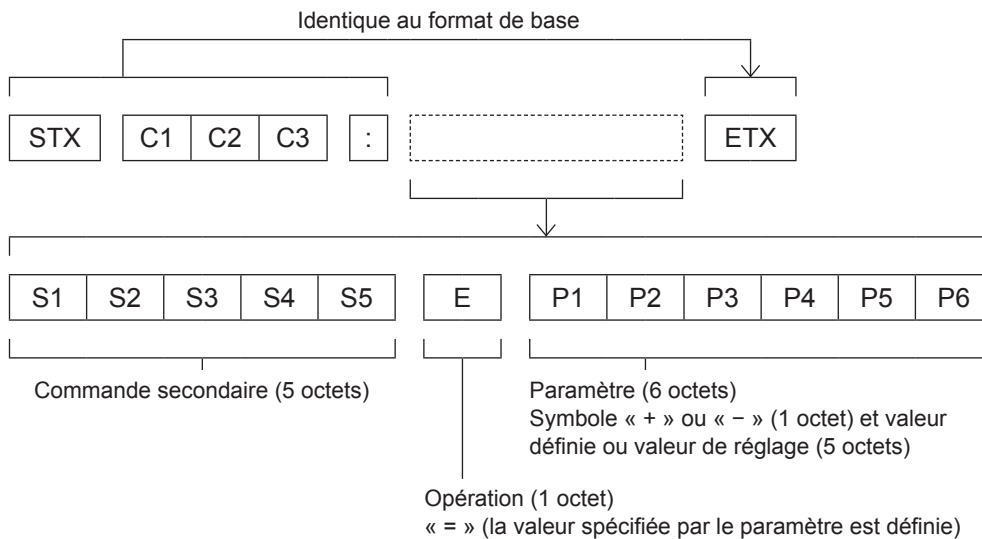 Identique au format de base
STX C1 C2 C3 : ETX
S1 S2 S3 S4 S5 E P1 P2 P3 P4 P5 P6
Commande secondaire (5 octets)
Paramètre (6 octets)
Symbole « + » ou « − » (1 octet) et valeur
définie ou valeur de réglage (5 octets)
Opération (1 octet)
« = » (la valeur spécifiée par le paramètre est définie)